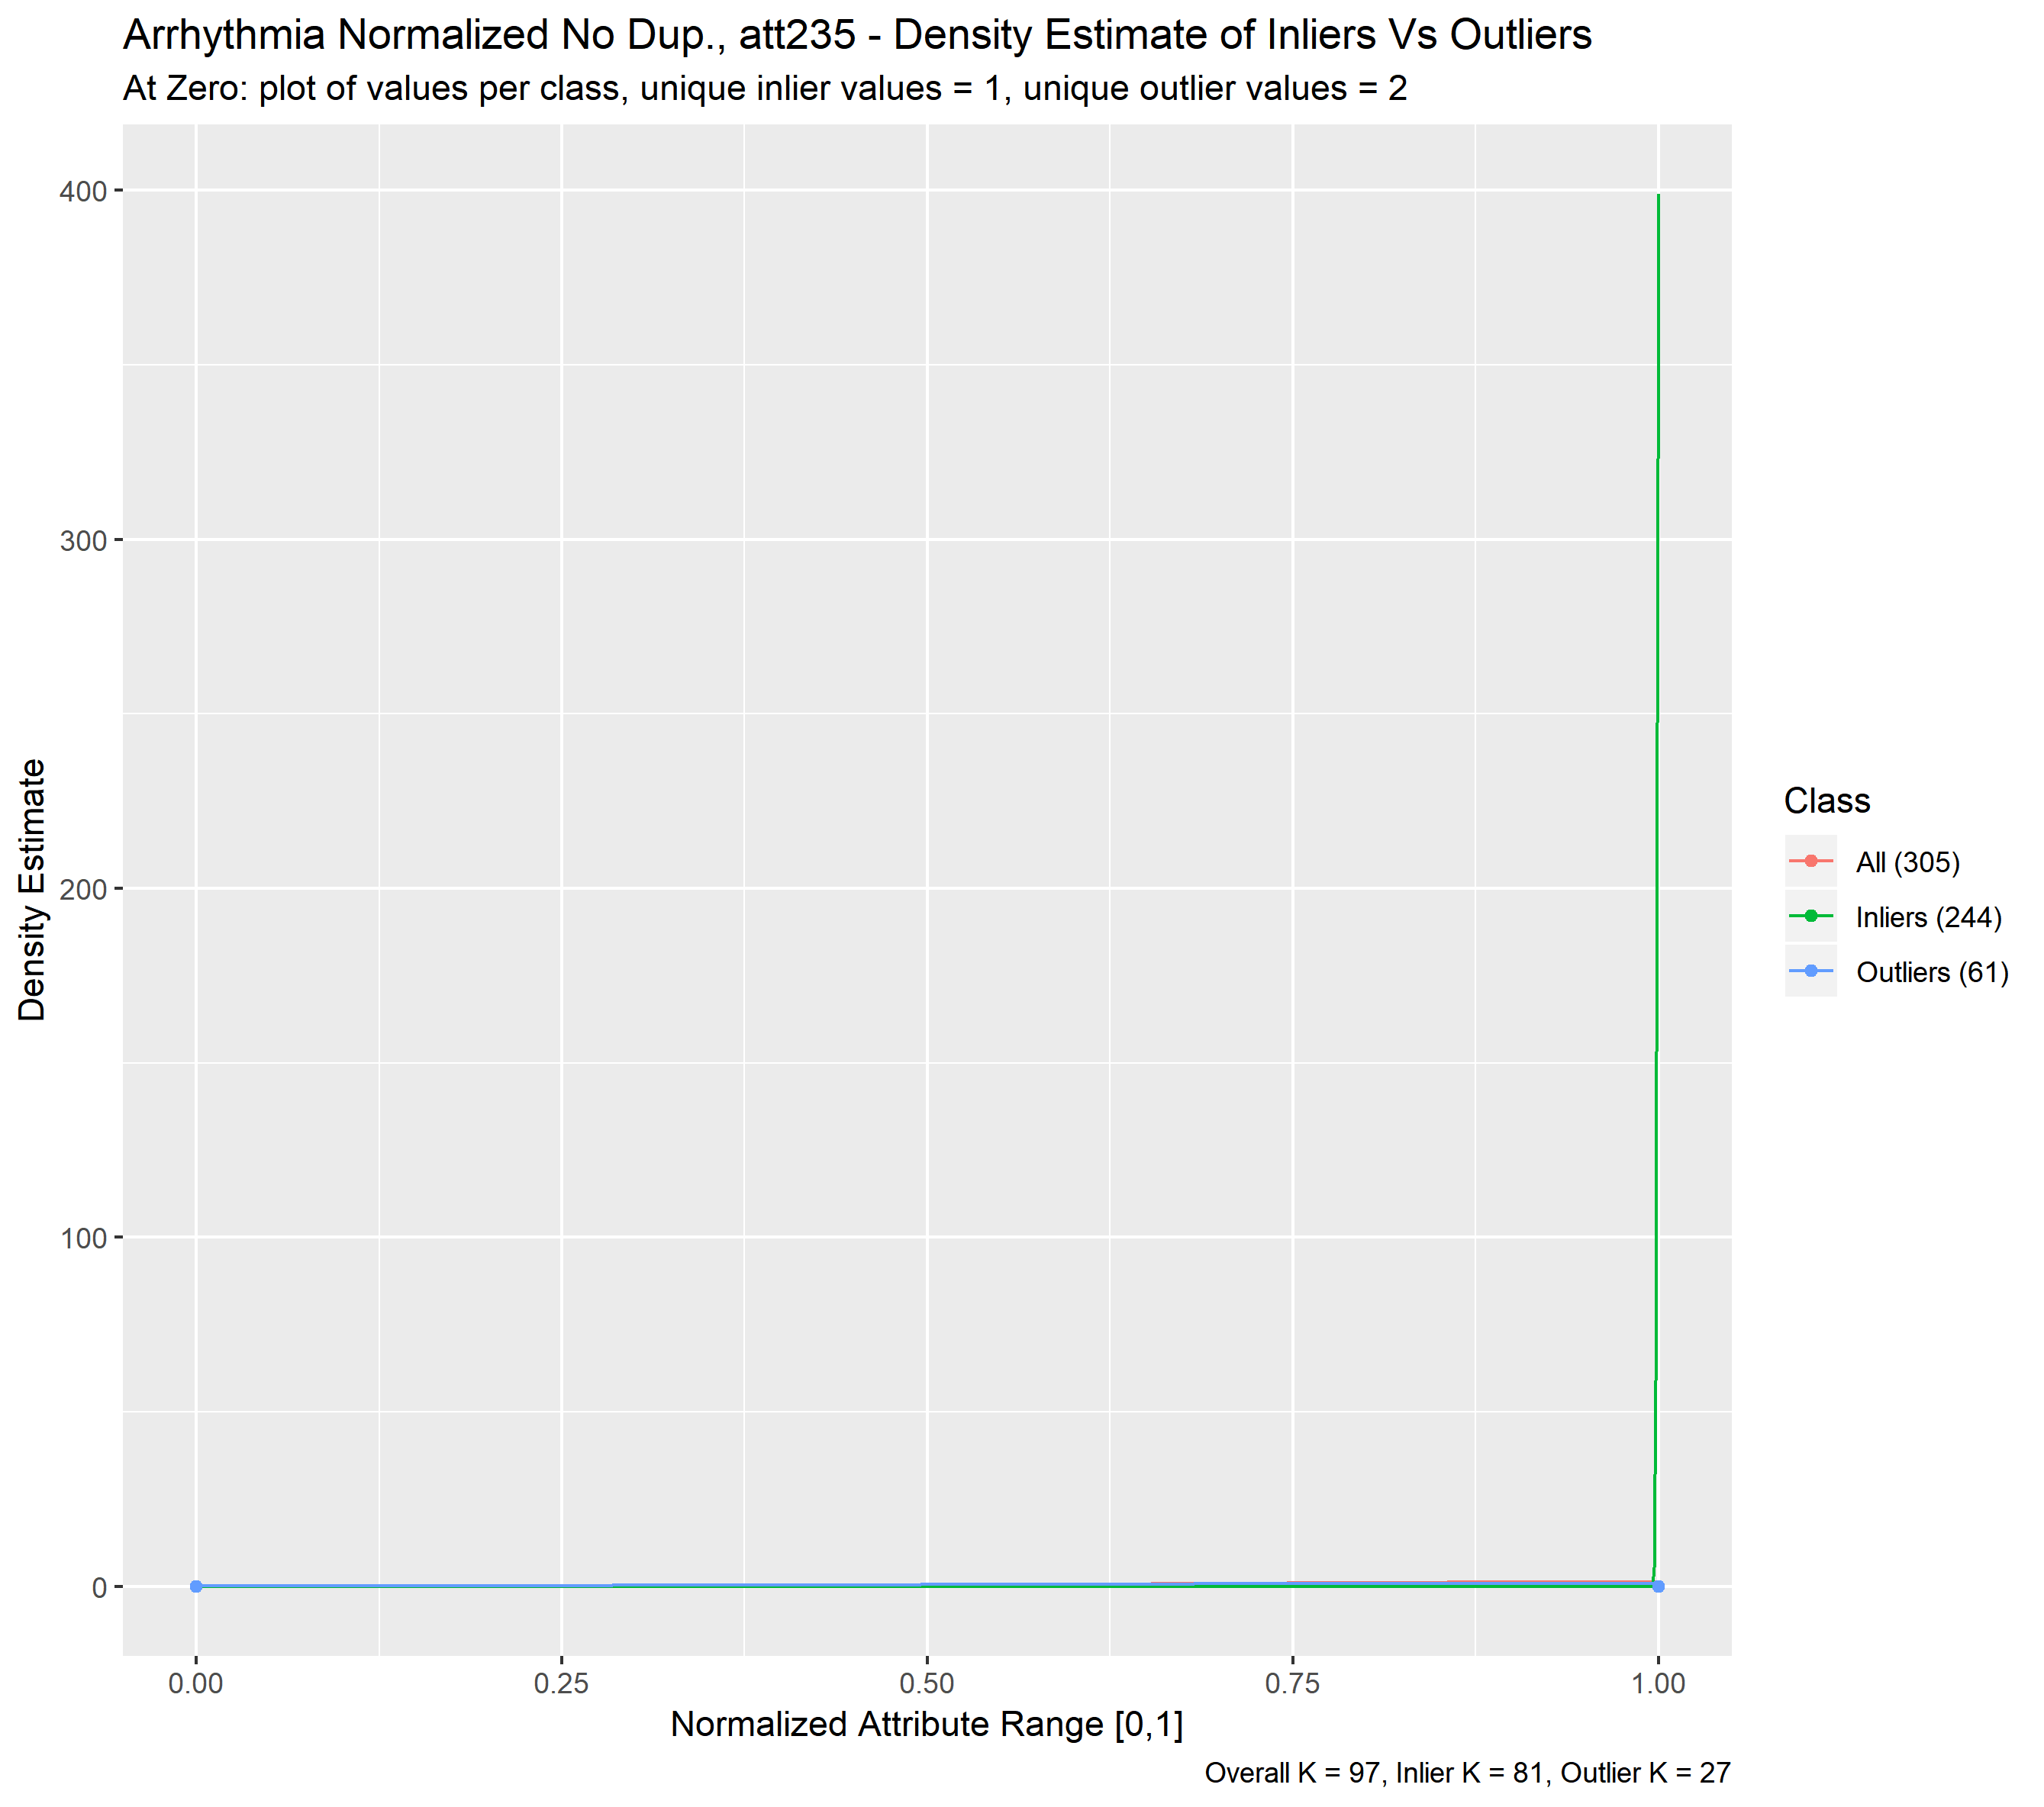 Arrhythmia Normalized No Dup., att235 - Density Estimate of Inliers Vs Outliers
At Zero: plot of values per class, unique inlier values = 1, unique outlier values = 2
400
300
200
100
0
Density Estimate
0.00 0.25 0.50 0.75 1.00
Normalized Attribute Range [0,1]
Overall K = 97, Inlier K = 81, Outlier K = 27
Class
All (305)
Inliers (244)
Outliers (61)